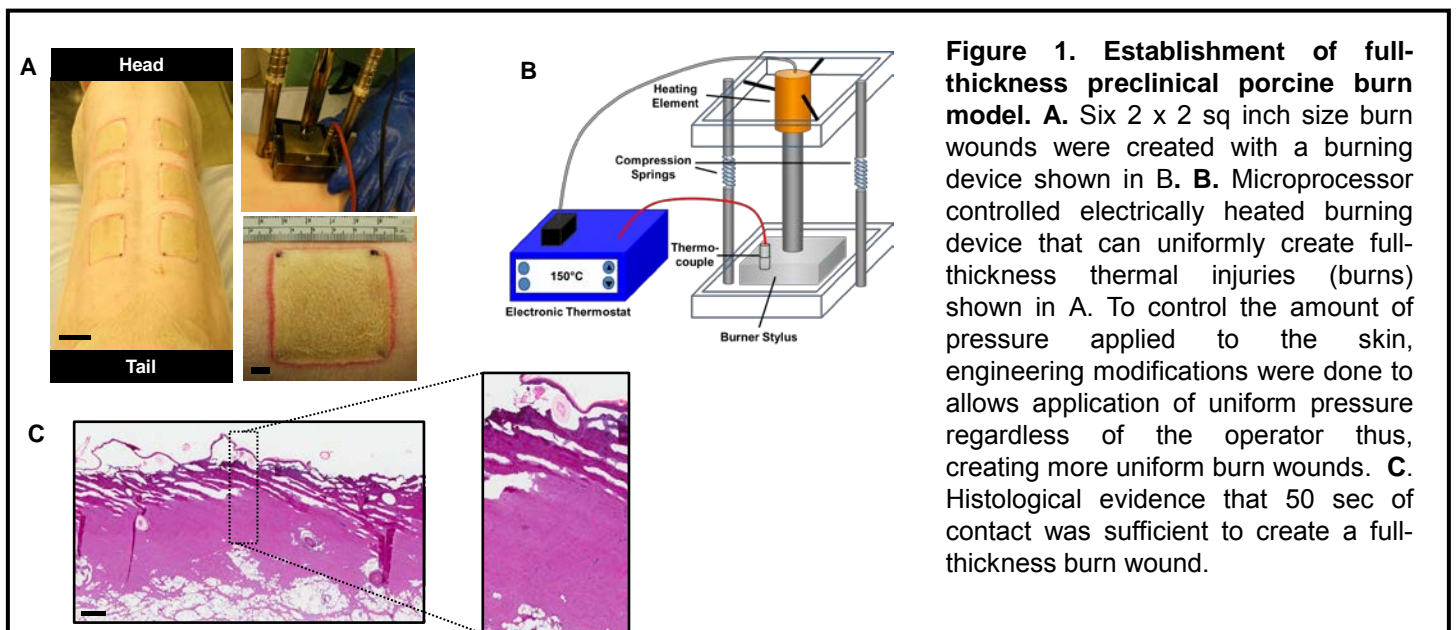 A
Head
Tail
B
Heating
Element
Compression
Springs
Thermo-
couple
150°C
Electronic Thermostat
Burner Stylus
C
Figure 1. Establishment of full-
thickness preclinical porcine burn
model. A. Six 2 x 2 sq inch size burn
wounds were created with a burning
device shown in B. B. Microprocessor
controlled electrically heated burning
device that can uniformly create full-
thickness thermal injuries (burns)
shown in A. To control the amount of
pressure applied to the skin,
engineering modifications were done to
allows application of uniform pressure
regardless of the operator thus,
creating more uniform burn wounds. C.
Histological evidence that 50 sec of
contact was sufficient to create a full-
thickness burn wound.